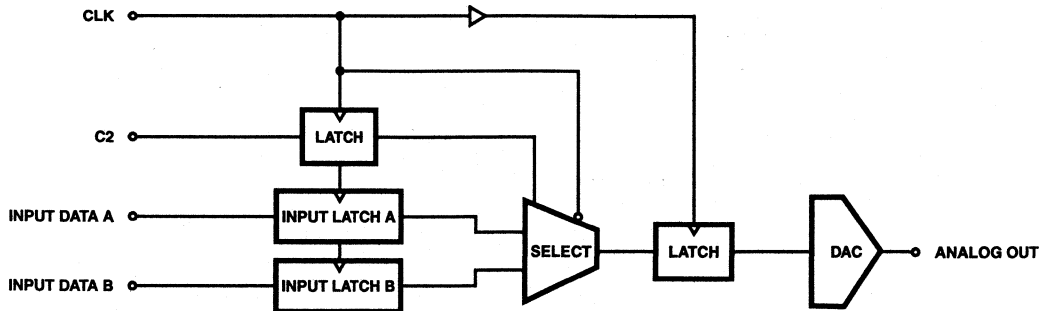 CLK
C2
LATCH
INPUT DATA A
INPUT LATCH A
INPUT DATA B
INPUT LATCH B
SELECT
LATCH
DAC
ANALOG OUT